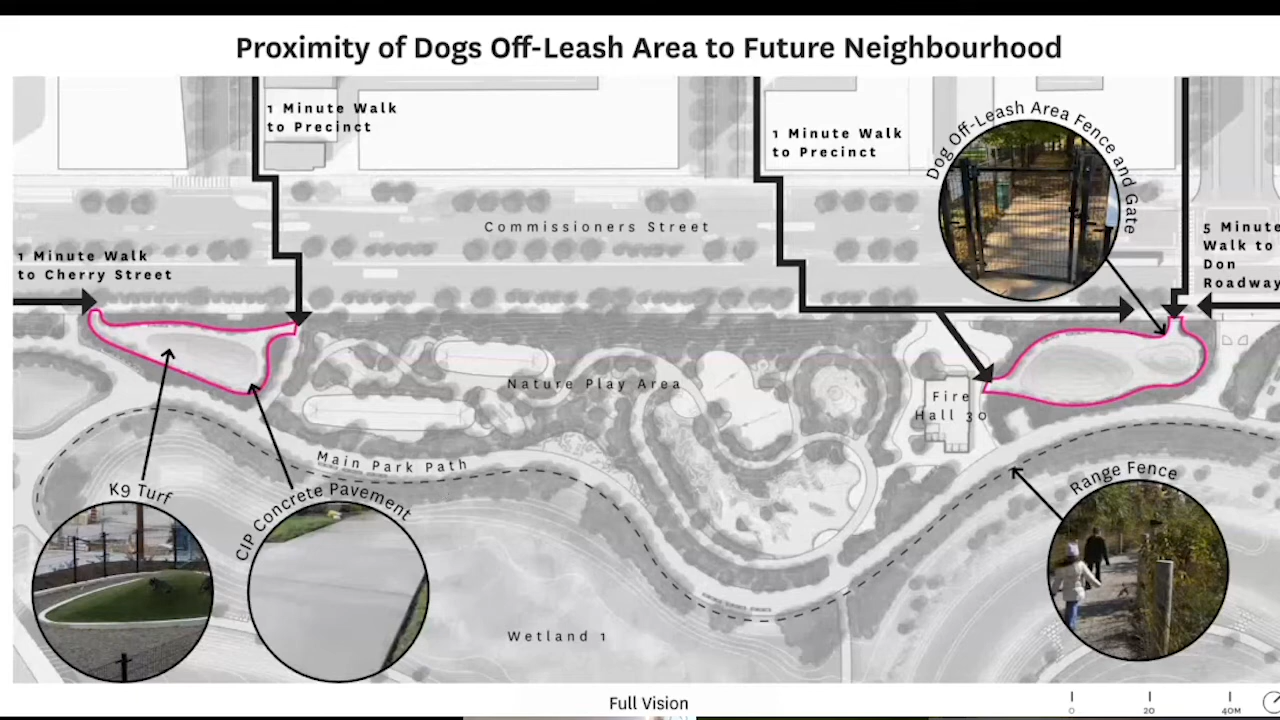 Proximity of Dogs Off-Leash Area to Future Neighbourhood
1 Minute Walk
to Precinct
1 Minute Walk
to Precinct
Dog Off-Leash Area Fence and Gate
Commissioners Street
5 Minute
Walk to
Don
Roadway
1 Minute Walk
to Cherry Street
Nature Play Area
Fire
Hall 30
Main Park Path
K9 Turf
CIP Concrete Pavement
Range Fence
Wetland 1
Full Vision
0 20 40M